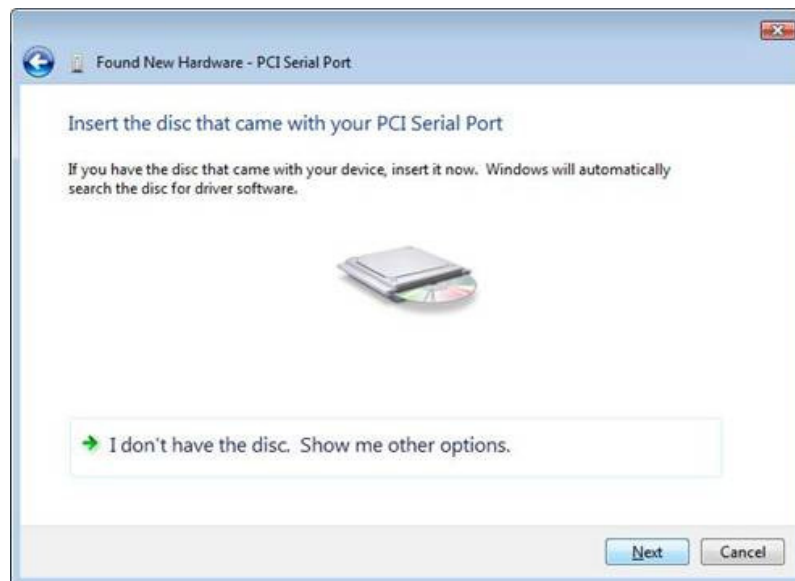 Found New Hardware - PCI Serial Port
Insert the disc that came with your PCI Serial Port
If you have the disc that came with your device, insert it now.  Windows will automatically
search the disc for driver software.
I don't have the disc.  Show me other options.
Next Cancel